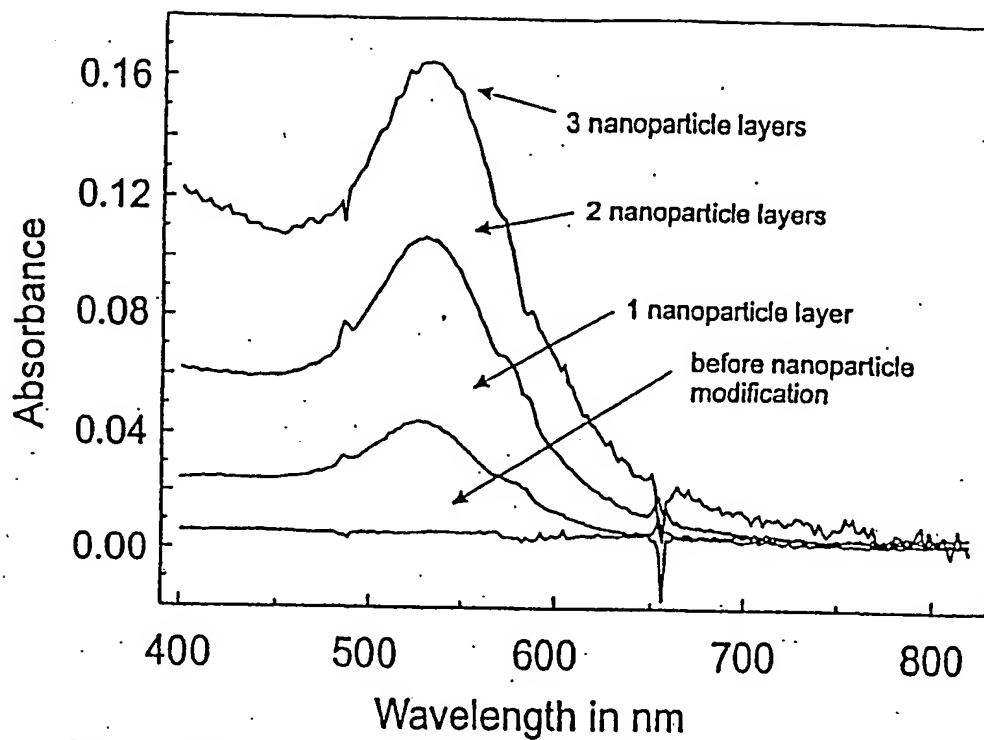 0.16
0.12
0.08
0.04
0.00
Absorbance
3 nanoparticle layers
2 nanoparticle layers
1 nanoparticle layer
before nanoparticle
modification
400
500
600
700
800
Wavelength in nm